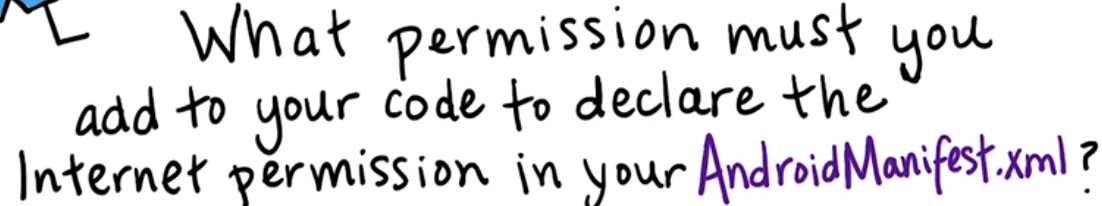 What permission must you
add to your code to declare the
Internet permission in your AndroidManifest.xml?